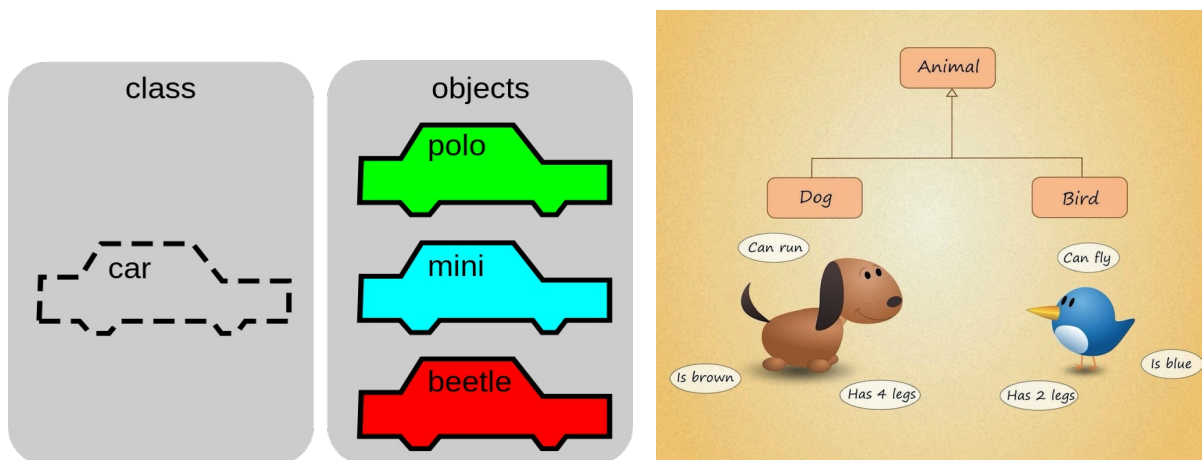 class
car
objects
polo
mini
beetle
Animal
Dog
Bird
Can run
Is brown
Has 4 legs
Can fly
Has 2 legs
Is blue